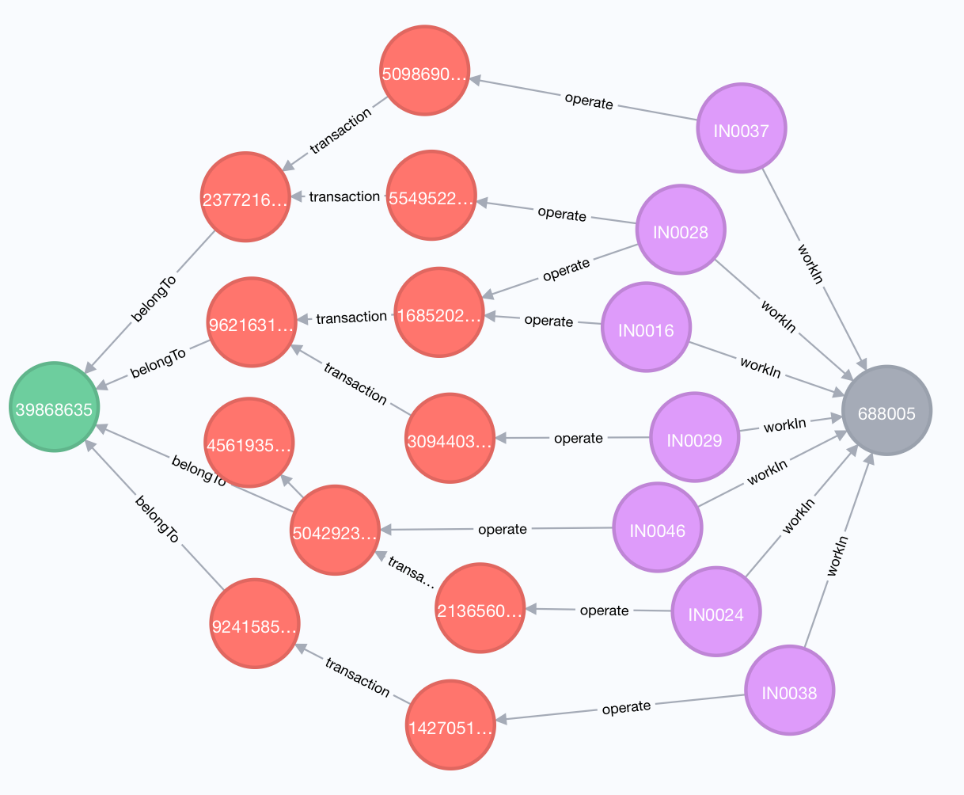 5098690...
operate
IN0037
transaction
2377216...
transaction
5549522...
operate
IN0028
workIn
operate
belongTo
9621631...
transaction
1685202...
operate
IN0016
workIn
belongTo
workIn
transaction
39868635
688005
4561935...
3094403...
operate
IN0029
workIn
belongTo
workIn
belongTo
5042923...
operate
IN0046
workIn
transa...
workIn
9241585...
2136560...
operate
IN0024
transaction
IN0038
operate
1427051...